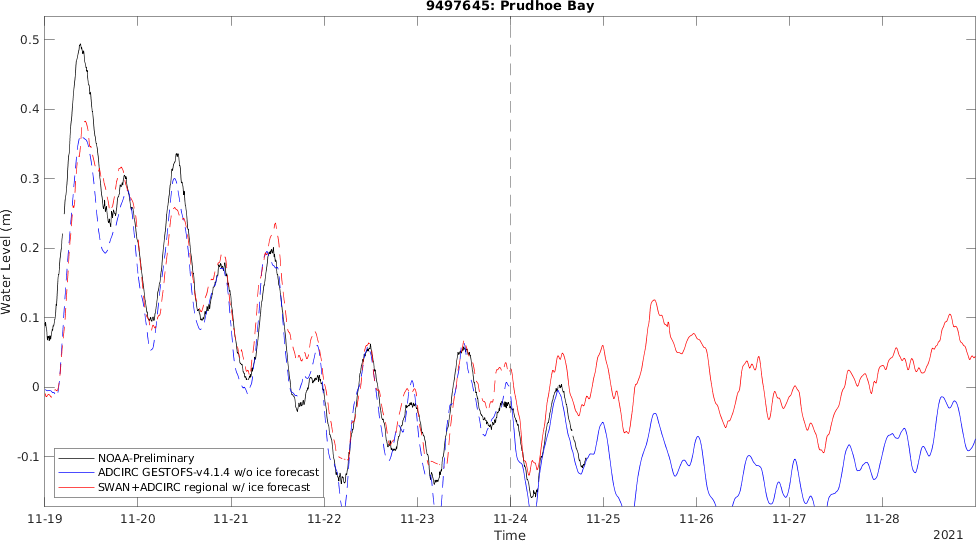 9497645: Prudhoe Bay
Water Level (m)
0.5
0.4
0.3
0.2
0.1
0
-0.1
NOAA-Preliminary
ADCIRC GESTOFS-v4.1.4 w/o ice forecast
SWAN+ADCIRC regional w/ ice forecast
11-19 11-20 11-21 11-22 11-23 11-24 11-25 11-26 11-27 11-28
Time
2021